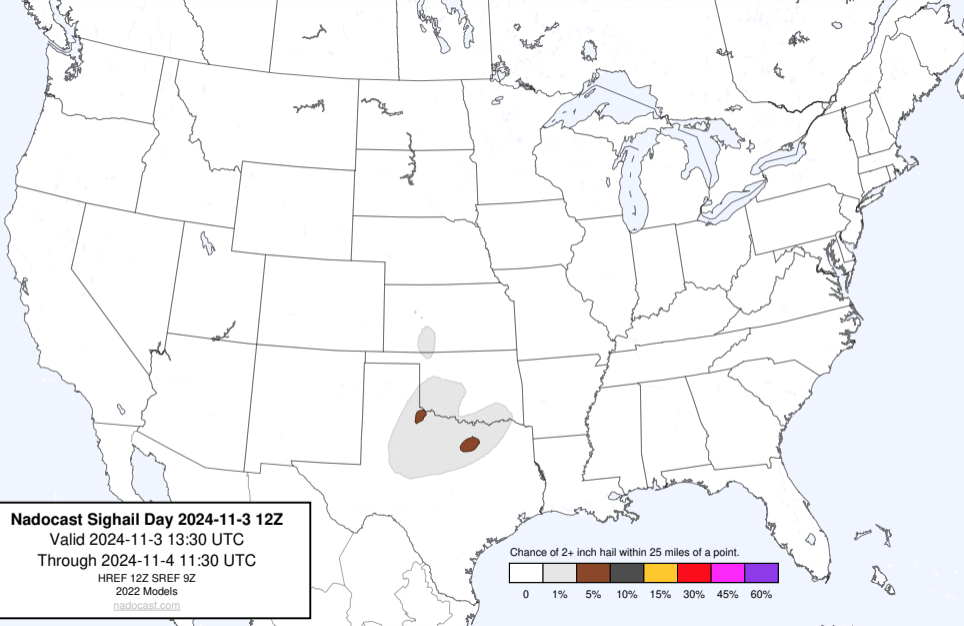 Nadocast Sighail Day 2024-11-3 12Z
Valid 2024-11-3 13:30 UTC
Through 2024-11-4 11:30 UTC
HREF 12Z SREF 9Z
2022 Models
nadocast.com
Chance of 2+ inch hail within 25 miles of a point.
0 1% 5% 10% 15% 30% 45% 60%